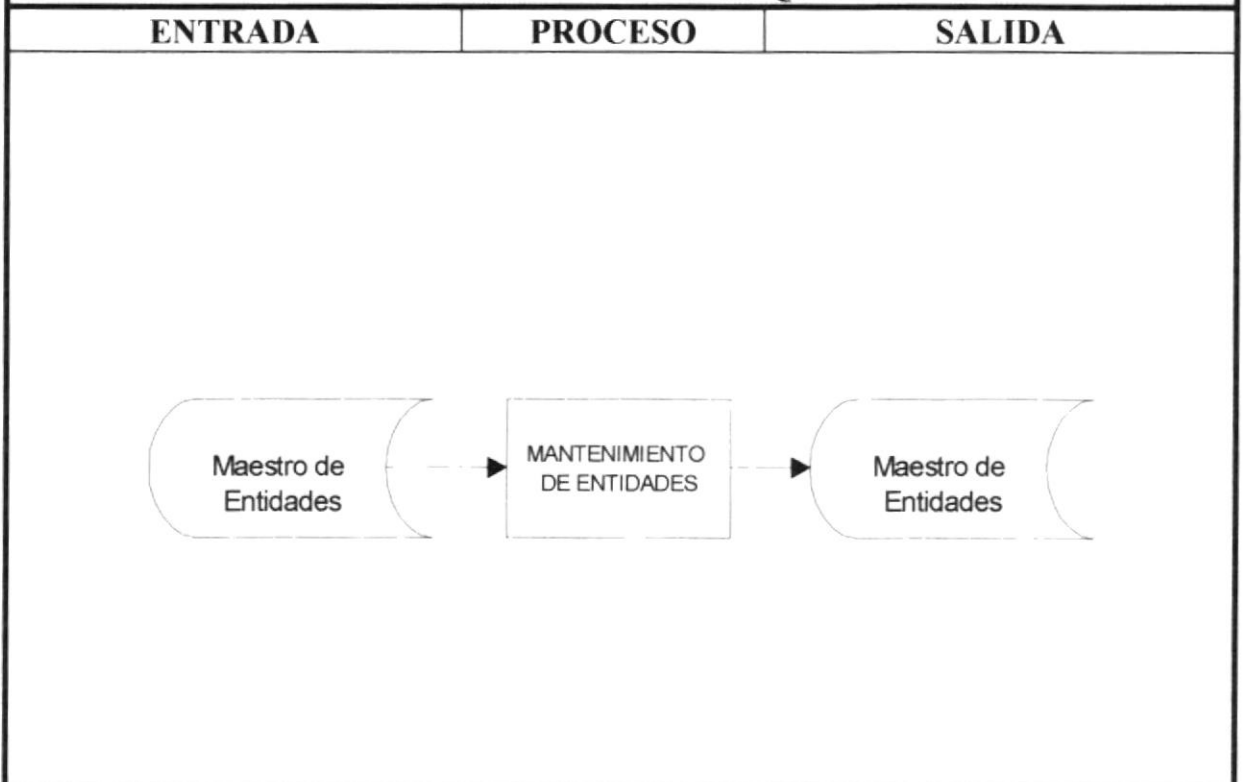 ENTRADA PROCESO SALIDA
Maestro de
Entidades
MANTENIMIENTO
DE ENTIDADES
Maestro de
Entidades